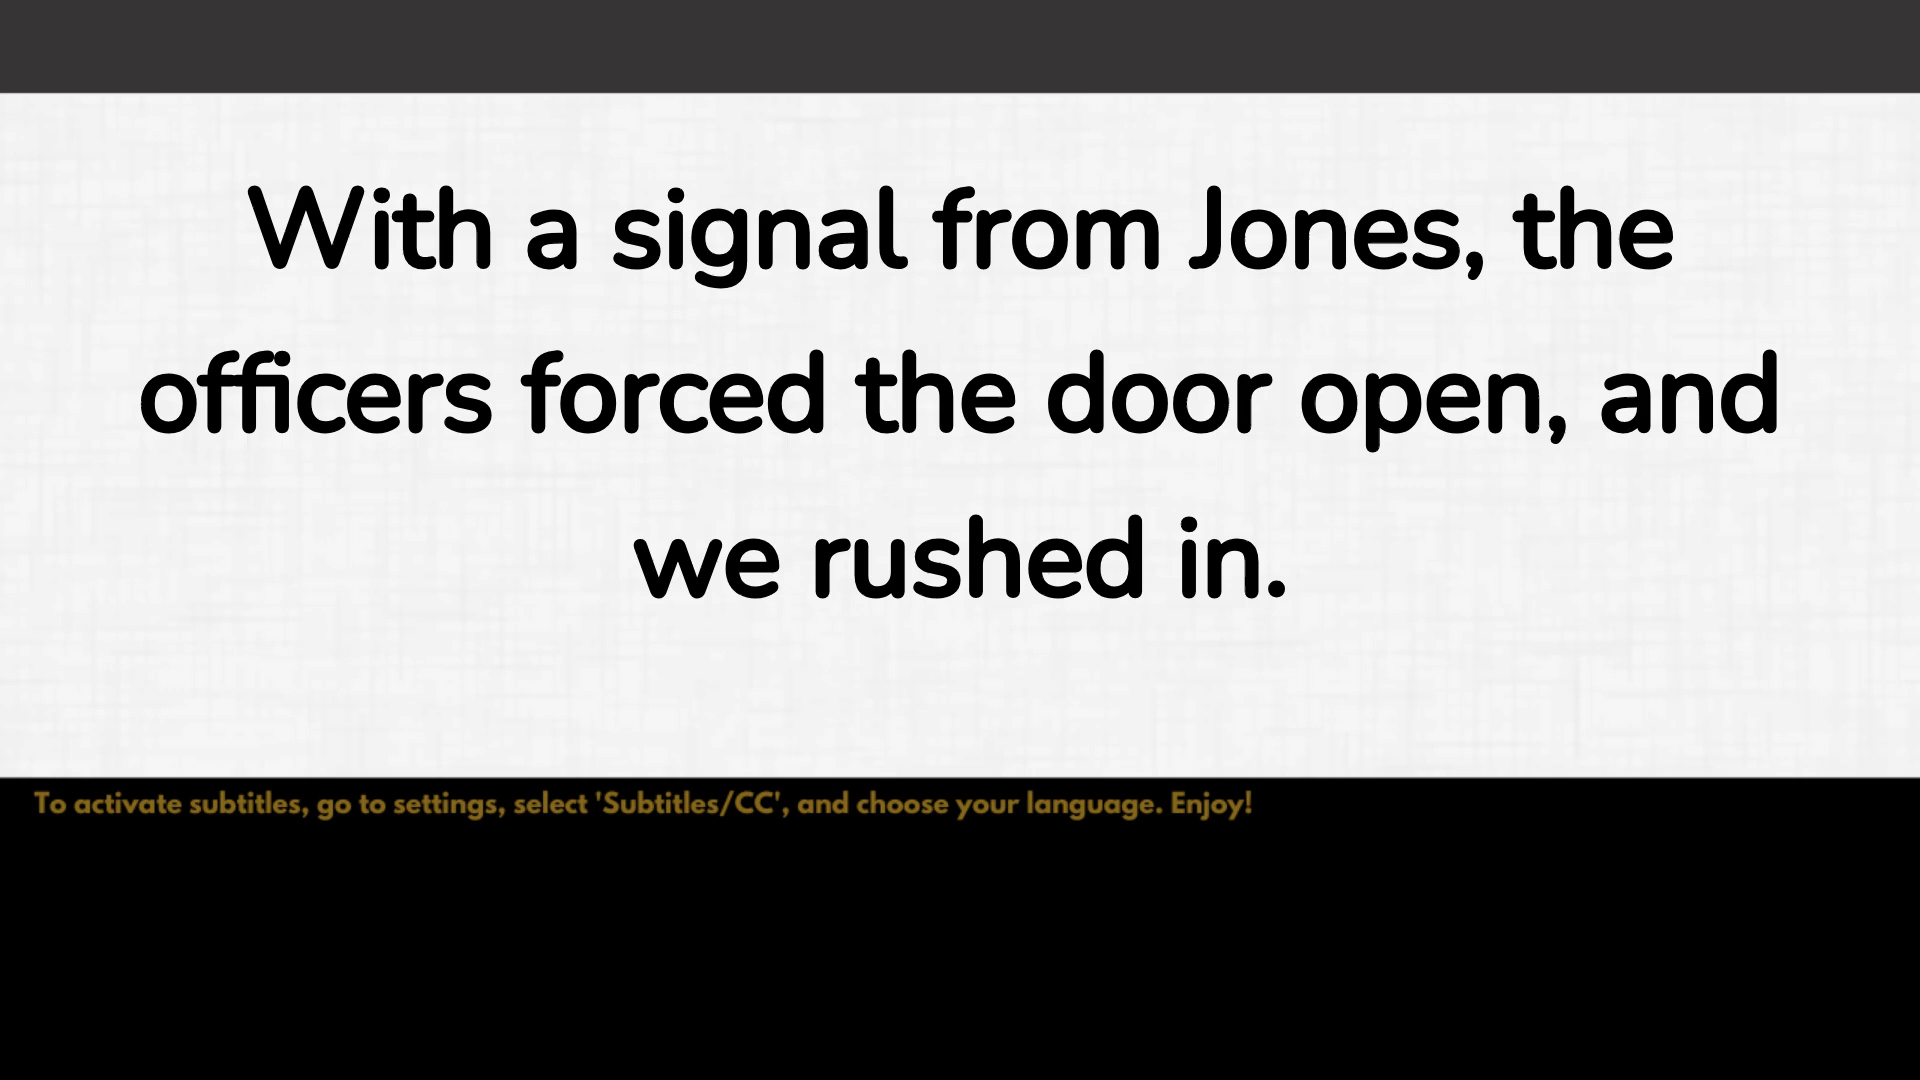 With a signal from Jones, the
officers forced the door open, and
we rushed in.
To activate subtitles, go to settings, select 'Subtitles/CC', and choose your language. Enjoy!